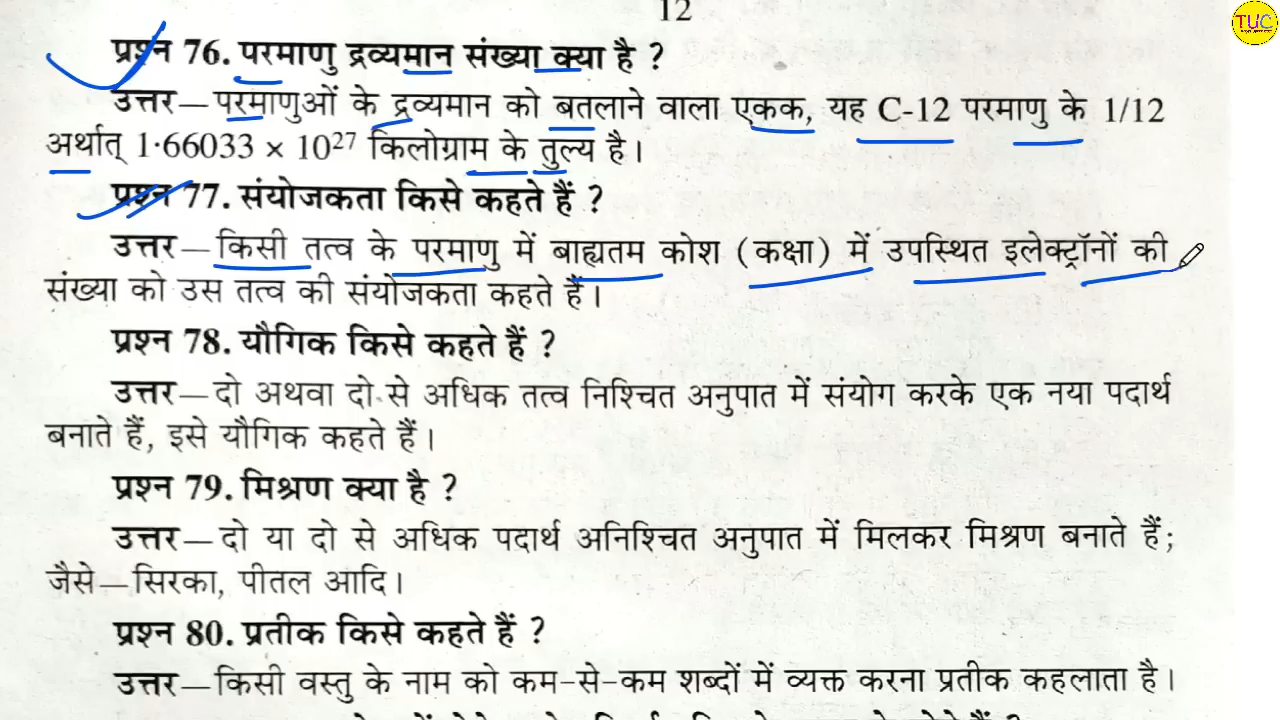 12
TUC
प्रश्न 76. परमाणु द्रव्यमान संख्या क्या है ?
उत्तर—परमाणुओं के द्रव्यमान को बतलाने वाला एकक, यह C-12 परमाणु के 1/12
अर्थात् 1·66033 × 10²⁷ किलोग्राम के तुल्य है।
प्रश्न 77. संयोजकता किसे कहते हैं ?
उत्तर—किसी तत्व के परमाणु में बाह्यतम कोश (कक्षा) में उपस्थित इलेक्ट्रॉनों की
संख्या को उस तत्व की संयोजकता कहते हैं।
प्रश्न 78. यौगिक किसे कहते हैं ?
उत्तर—दो अथवा दो से अधिक तत्व निश्चित अनुपात में संयोग करके एक नया पदार्थ
बनाते हैं, इसे यौगिक कहते हैं।
प्रश्न 79. मिश्रण क्या है ?
उत्तर—दो या दो से अधिक पदार्थ अनिश्चित अनुपात में मिलकर मिश्रण बनाते हैं;
जैसे—सिरका, पीतल आदि।
प्रश्न 80. प्रतीक किसे कहते हैं ?
उत्तर—किसी वस्तु के नाम को कम-से-कम शब्दों में व्यक्त करना प्रतीक कहलाता है।